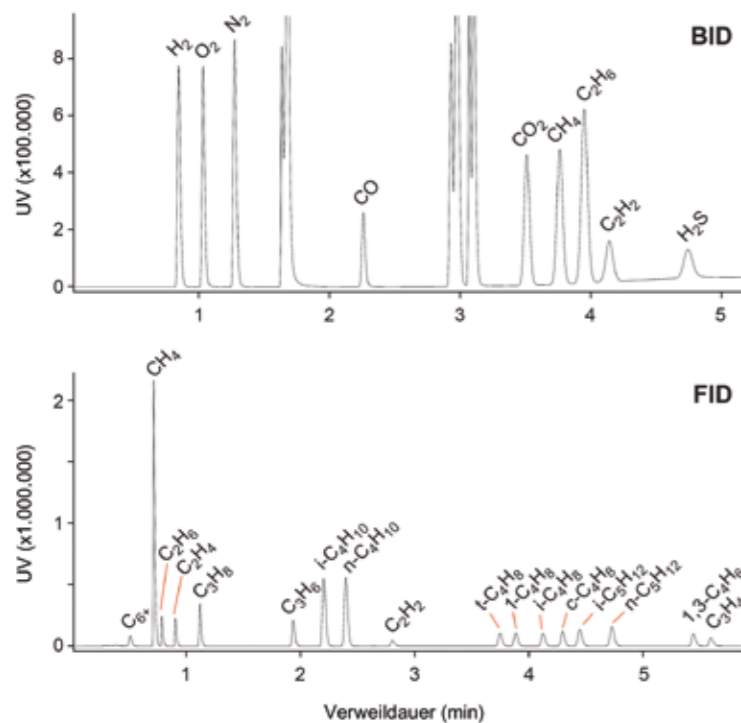 BID
UV (x100.000)
8
6
4
2
0
H₂
O₂
N₂
CO
CO₂
CH₄
C₂H₆
C₂H₂
H₂S
1
2
3
4
5
FID
UV (x1.000.000)
2
1
0
C₆₊
CH₄
C₂H₆
C₂H₄
C₃H₈
C₃H₆
i-C₄H₁₀
n-C₄H₁₀
C₂H₂
t-C₄H₈
1-C₄H₈
i-C₄H₈
c-C₄H₈
i-C₅H₁₂
n-C₅H₁₂
1,3-C₄H₆
C₃H₄
1
2
3
4
5
Verweildauer (min)